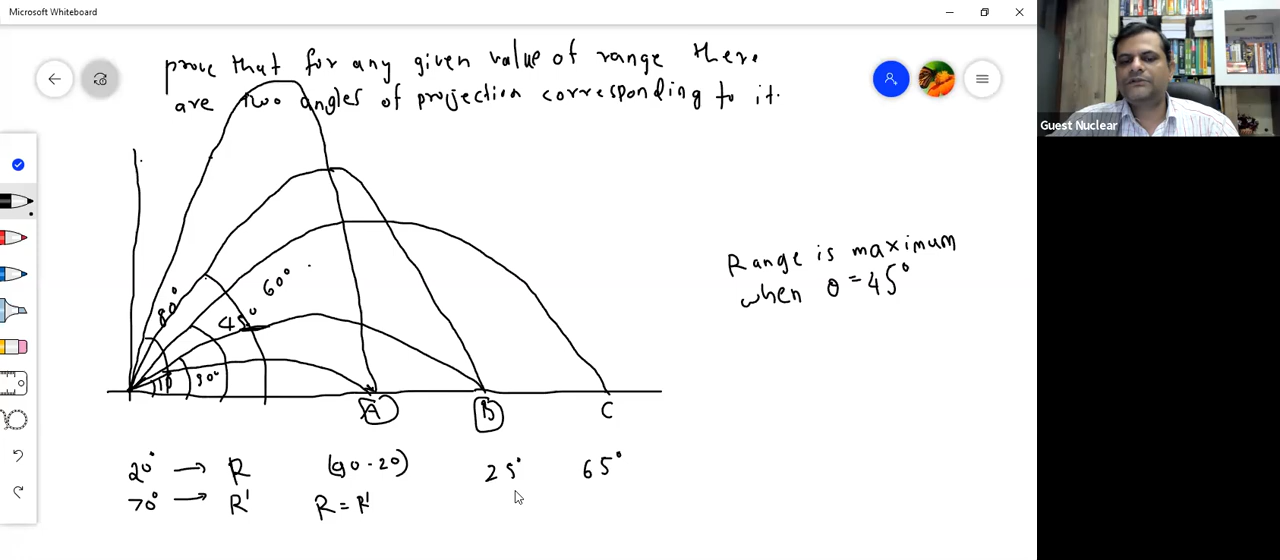 Microsoft Whiteboard
prove that for any given value of range there
are two angles of projection corresponding to it.
Guest Nuclear
Range is maximum
when θ = 45°
80°
45°
60°
10
30°
A
B
C
20° → R (90-20) 25° 65°
70° → R' R = R'